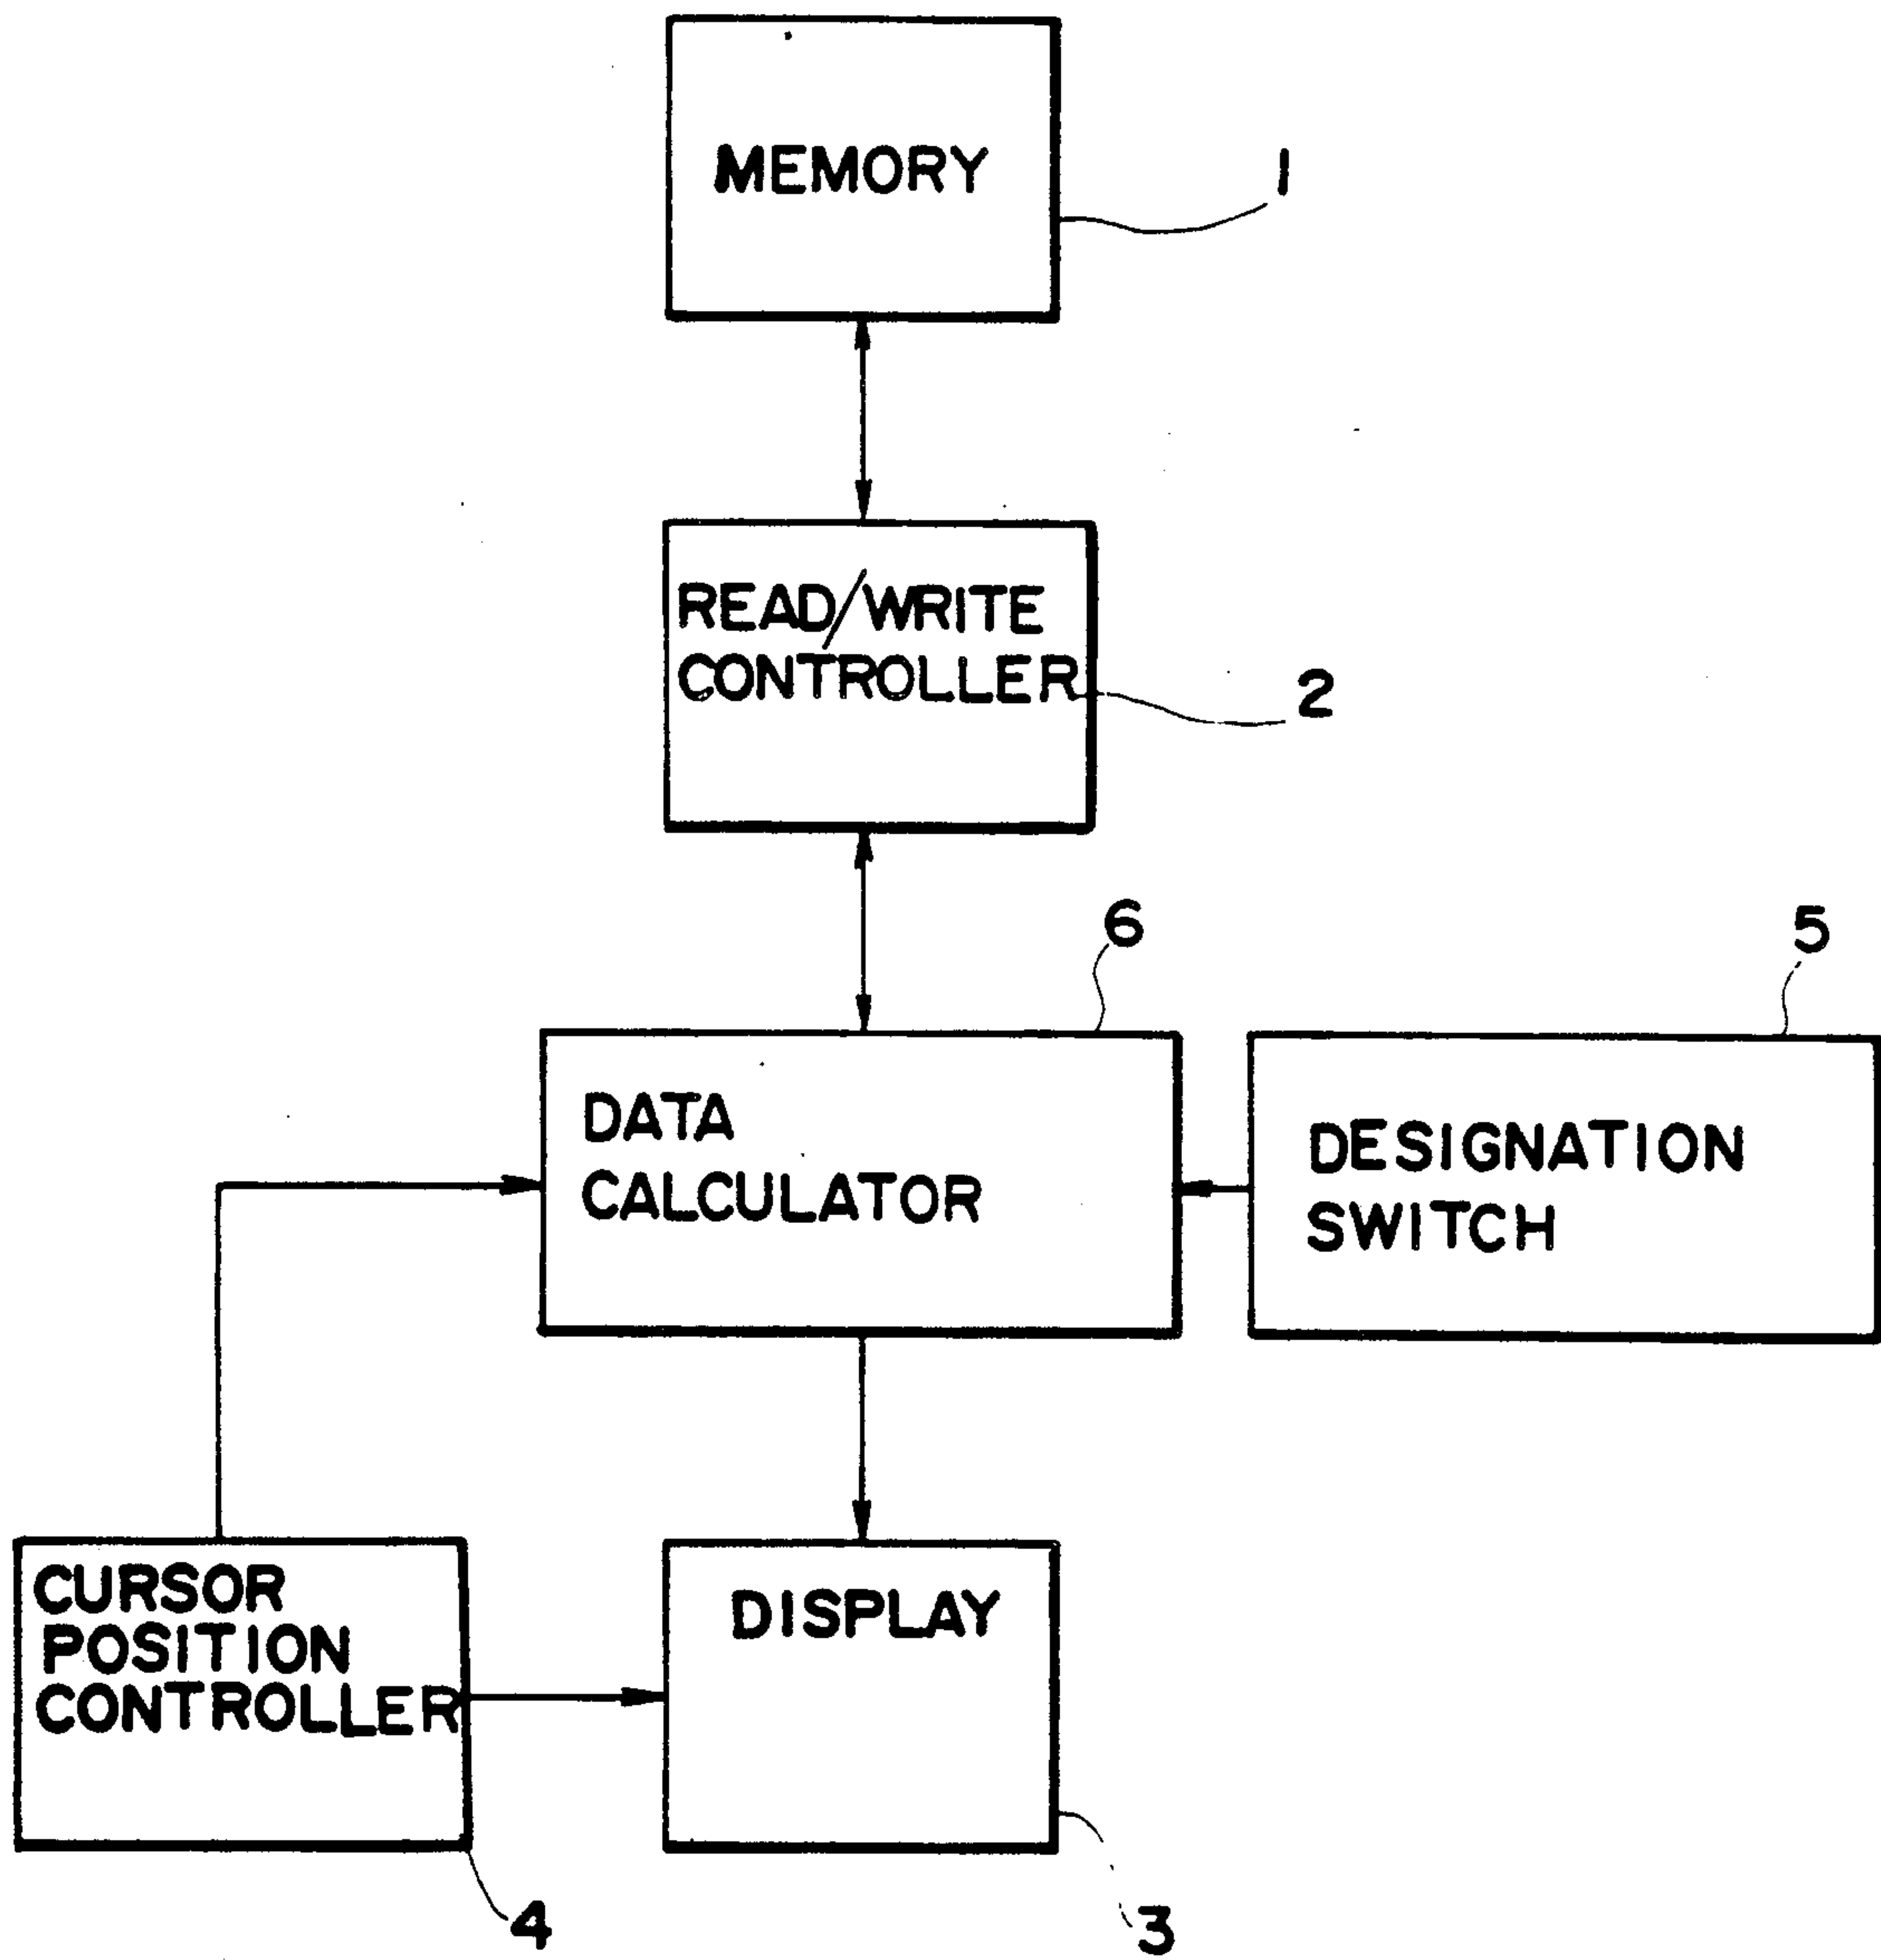 MEMORY
1
READ/WRITE
CONTROLLER
2
6
5
DATA
CALCULATOR
DESIGNATION
SWITCH
CURSOR
POSITION
CONTROLLER
DISPLAY
4
3